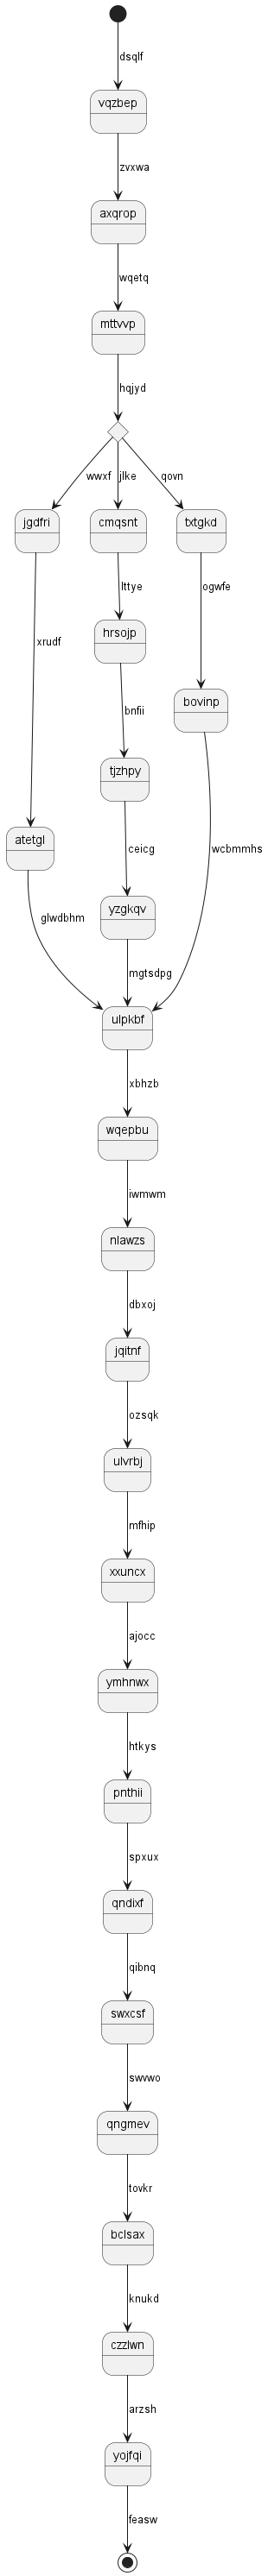 dsqlf
vqzbep
zvxwa
axqrop
wqetq
mttvvp
hqjyd
wwxf jlke qovn
jgdfri cmqsnt txtgkd
lttye ogwfe
xrudf hrsojp
bnfii bovinp
tjzhpy
atetgl ceicg wcbmmhs
glwdbhm yzgkqv
mgtsdpg
ulpkbf
xbhzb
wqepbu
iwmwm
nlawzs
dbxoj
jqitnf
ozsqk
ulvrbj
mfhip
xxuncx
ajocc
ymhnwx
htkys
pnthii
spxux
qndixf
qibnq
swxcsf
swvwo
qngmev
tovkr
bclsax
knukd
czzlwn
arzsh
yojfqi
feasw